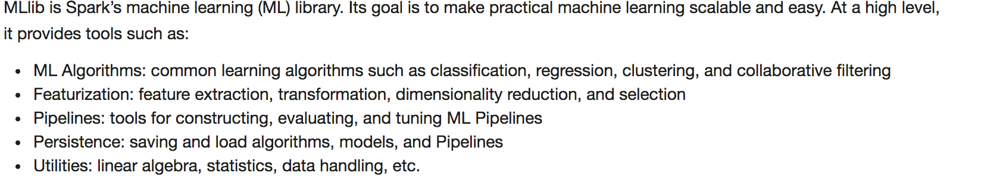 MLlib is Spark’s machine learning (ML) library. Its goal is to make practical machine learning scalable and easy. At a high level,
it provides tools such as:
• ML Algorithms: common learning algorithms such as classification, regression, clustering, and collaborative filtering
• Featurization: feature extraction, transformation, dimensionality reduction, and selection
• Pipelines: tools for constructing, evaluating, and tuning ML Pipelines
• Persistence: saving and load algorithms, models, and Pipelines
• Utilities: linear algebra, statistics, data handling, etc.